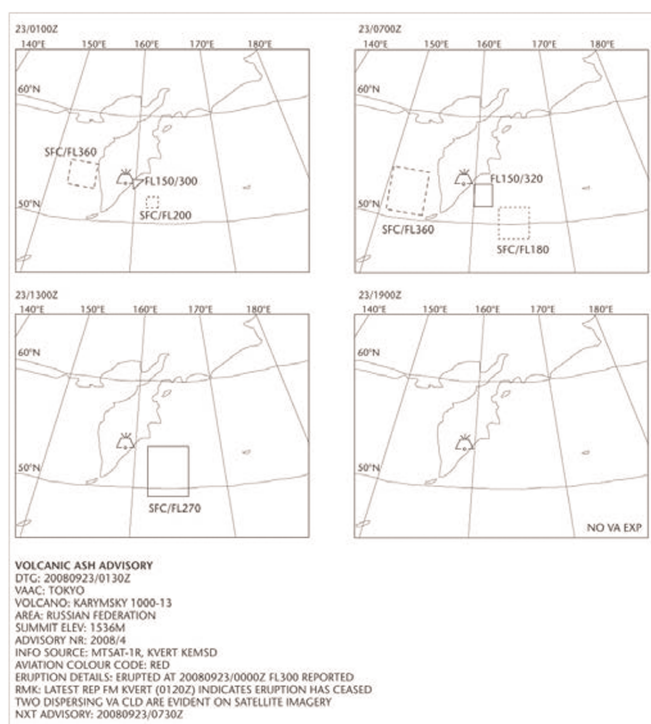 23/0100Z
140°E 150°E 160°E 170°E 180°E
60°N
SFC/FL360
FL150/300
50°N
SFC/FL200
23/0700Z
140°E 150°E 160°E 170°E 180°E
60°N
FL150/320
50°N
SFC/FL360
SFC/FL180
23/1300Z
140°E 150°E 160°E 170°E 180°E
60°N
50°N
SFC/FL270
23/1900Z
140°E 150°E 160°E 170°E 180°E
60°N
50°N
NO VA EXP
VOLCANIC ASH ADVISORY
DTG: 20080923/0130Z
VAAC: TOKYO
VOLCANO: KARYMSKY 1000-13
AREA: RUSSIAN FEDERATION
SUMMIT ELEV: 1536M
ADVISORY NR: 2008/4
INFO SOURCE: MTSAT-1R, KVERT KEMSD
AVIATION COLOUR CODE: RED
ERUPTION DETAILS: ERUPTED AT 20080923/0000Z FL300 REPORTED
RMK: LATEST REP FM KVERT (0120Z) INDICATES ERUPTION HAS CEASED
TWO DISPERSING VA CLD ARE EVIDENT ON SATELLITE IMAGERY
NXT ADVISORY: 20080923/0730Z